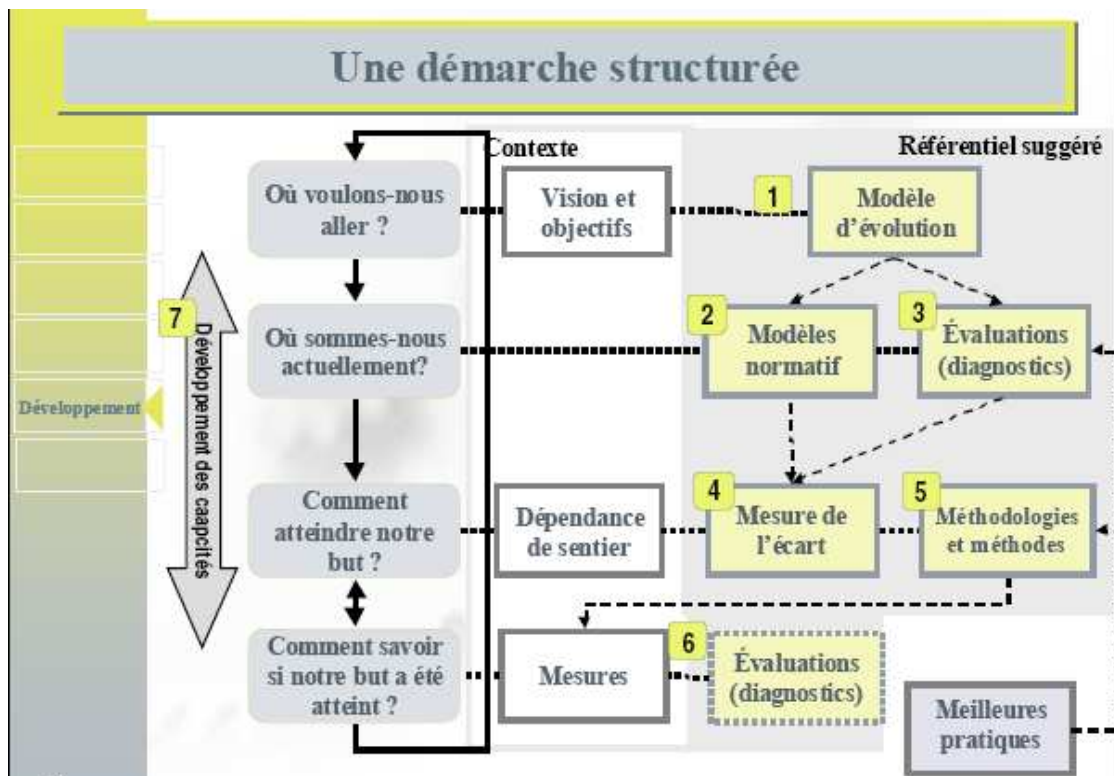 Une démarche structurée
Contexte
Référentiel suggéré
Où voulons-nous
aller ?
Vision et
objectifs
1
Modèle
d'évolution
7
Développement des caapcités
Où sommes-nous
actuellement?
2
Modèles
normatif
3
Évaluations
(diagnostics)
Développement
Comment
atteindre notre
but ?
Dépendance
de sentier
4
Mesure de
l'écart
5
Méthodologies
et méthodes
Comment savoir
si notre but a été
atteint ?
Mesures
6
Évaluations
(diagnostics)
Meilleures
pratiques